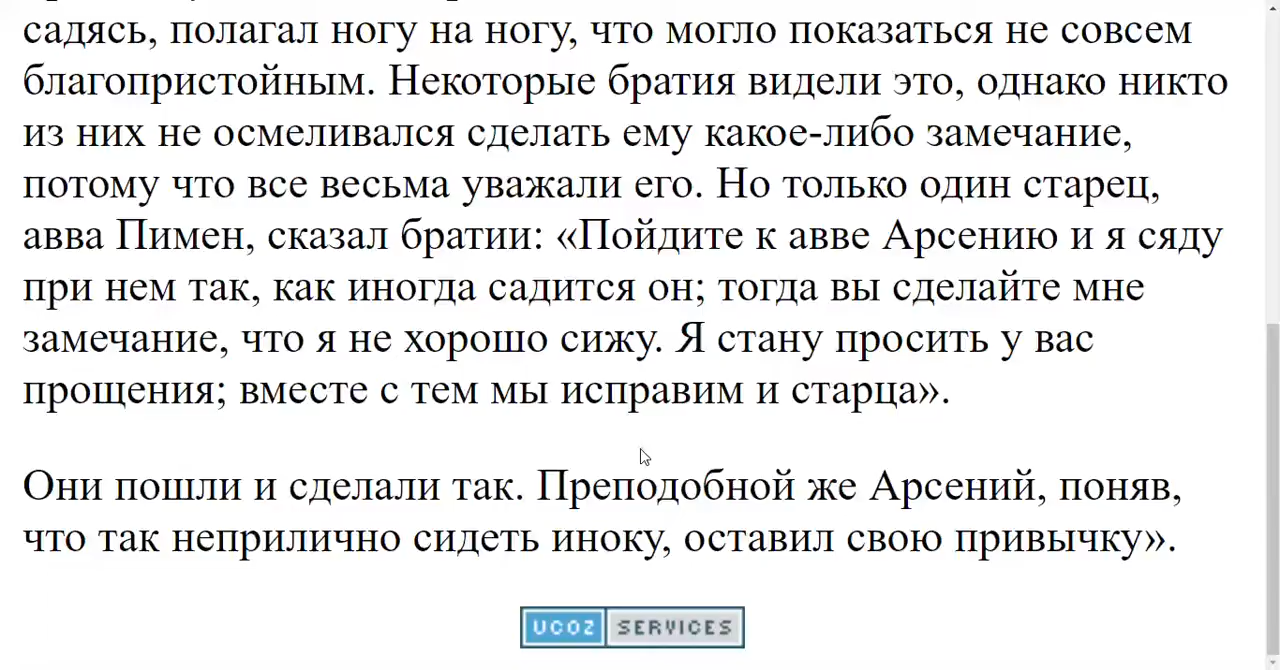 садясь, полагал ногу на ногу, что могло показаться не совсем
благопристойным. Некоторые братия видели это, однако никто
из них не осмеливался сделать ему какое-либо замечание,
потому что все весьма уважали его. Но только один старец,
авва Пимен, сказал братии: «Пойдите к авве Арсению и я сяду
при нем так, как иногда садится он; тогда вы сделайте мне
замечание, что я не хорошо сижу. Я стану просить у вас
прощения; вместе с тем мы исправим и старца».
Они пошли и сделали так. Преподобной же Арсений, поняв,
что так неприлично сидеть иноку, оставил свою привычку».
UCOZ SERVICES